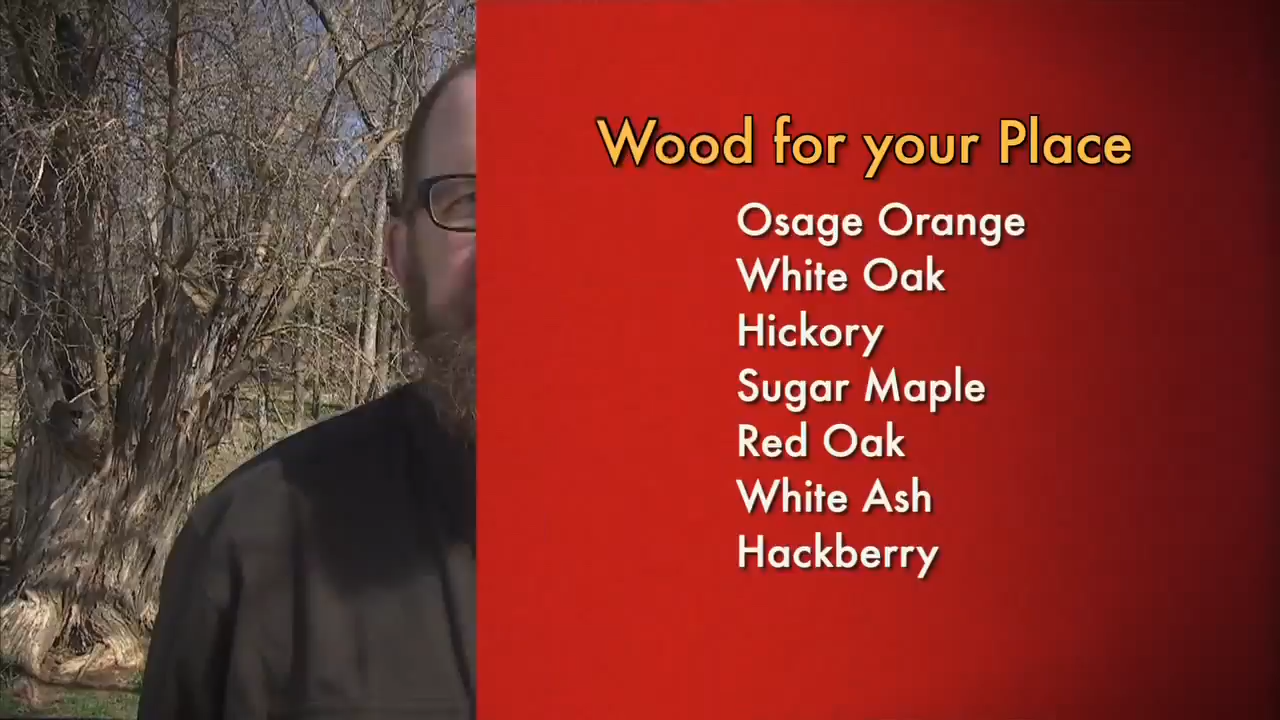 Wood for your Place
Osage Orange
White Oak
Hickory
Sugar Maple
Red Oak
White Ash
Hackberry